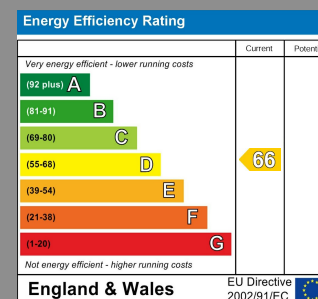 Energy Efficiency Rating
Current Potent
Very energy efficient - lower running costs
(92 plus) A
(81-91) B
(69-80) C
(55-68) D 66
(39-54) E
(21-38) F
(1-20) G
Not energy efficient - higher running costs
England & Wales
EU Directive
2002/91/EC